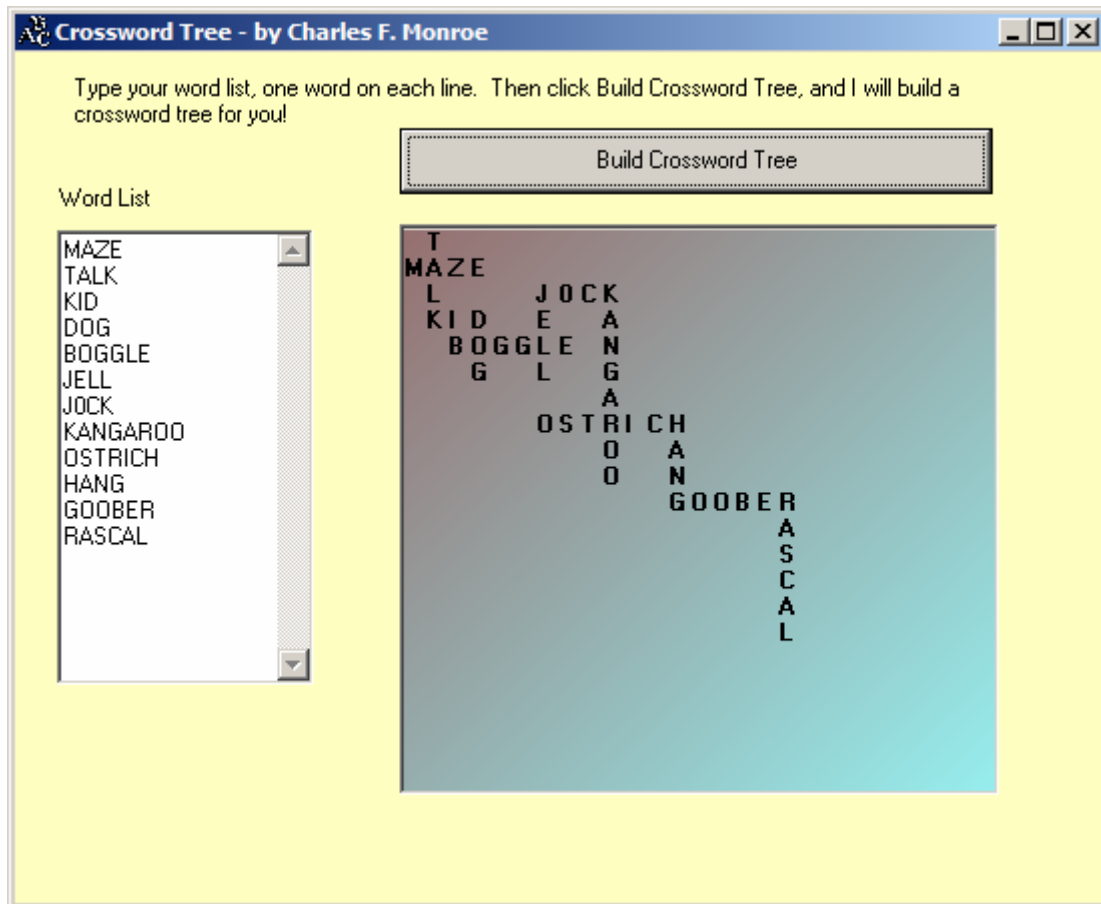 Crossword Tree - by Charles F. Monroe
Type your word list, one word on each line. Then click Build Crossword Tree, and I will build a
crossword tree for you!
Build Crossword Tree
Word List
MAZE
TALK
KID
DOG
BOGGLE
JELL
JOCK
KANGAROO
OSTRICH
HANG
GOOBER
RASCAL
T
MAZE
L JOCK
KID E A
BOGGLE N
G L G
A
OSTRICH
O A
O N
GOOBER
A
S
C
A
L